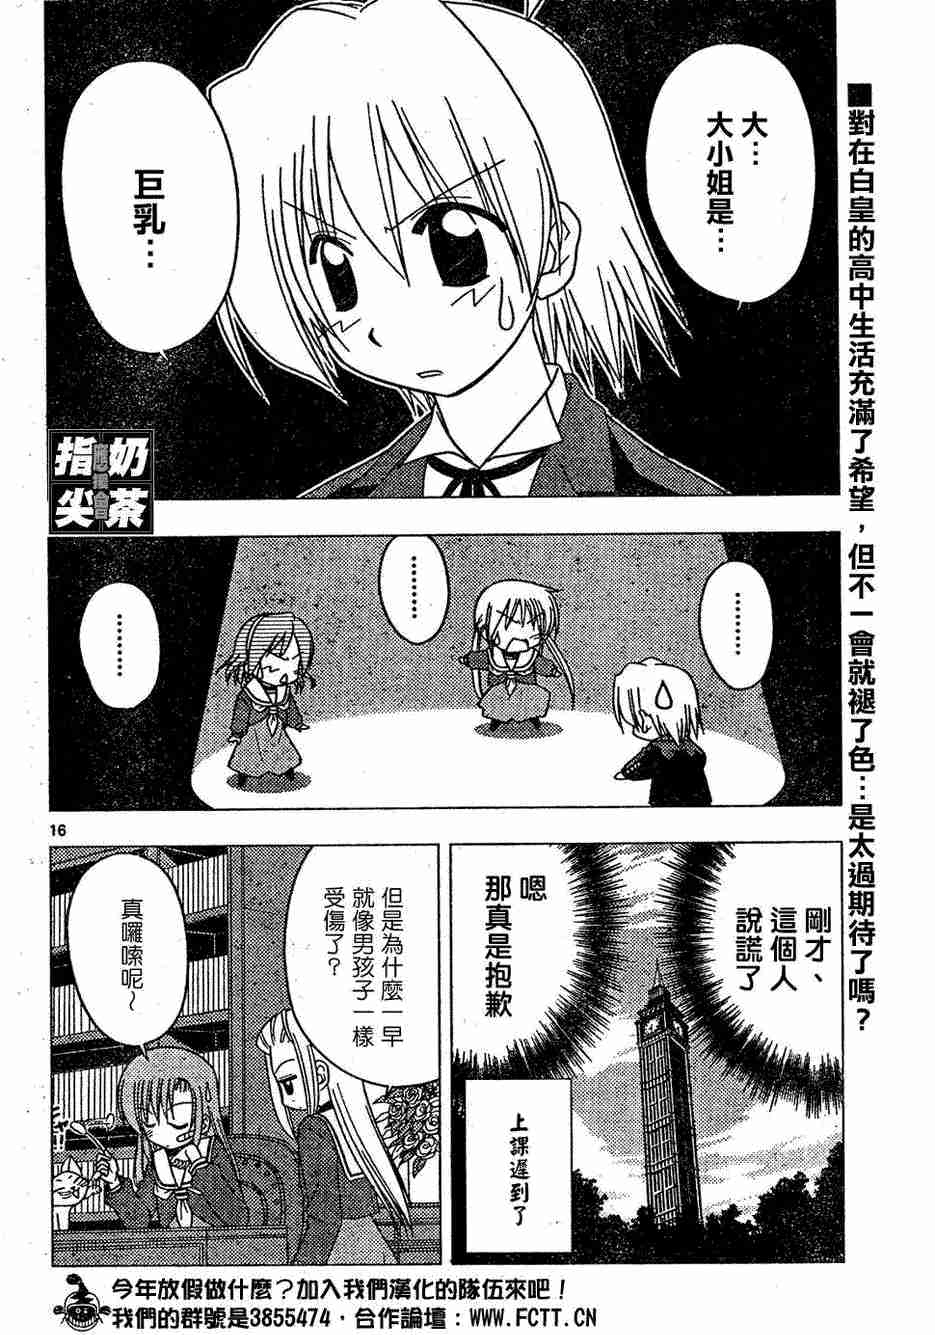 ■對在白皇的高中生活充滿了希望，但不一會就褪了色…是太過期待了嗎？
大…
大小姐是…
巨乳…
指 奶
尖 茶
………
………
………
16
剛才、
這個人
說謊了
嗯
那真是抱歉
上課遲到了
但是為什麼一早
就像男孩子一樣
受傷了？
真囉嗦呢～
今年放假做什麼？加入我們漢化的隊伍來吧！
我們的群號是3855474．合作論壇：WWW.FCTT.CN